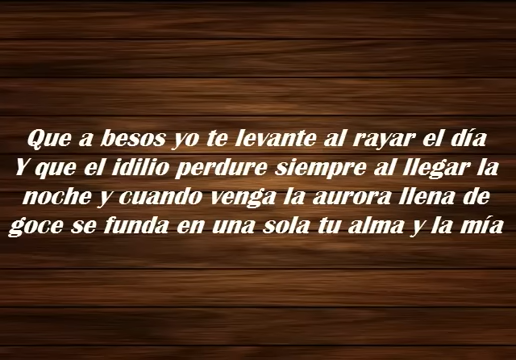 Que a besos yo te levante al rayar el día
Y que el idilio perdure siempre al llegar la
noche y cuando venga la aurora llena de
goce se funda en una sola tu alma y la mía